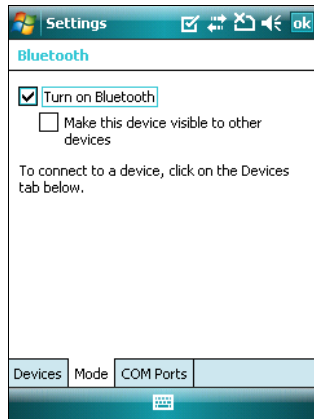 Settings
ok
Bluetooth
Turn on Bluetooth
Make this device visible to other
devices
To connect to a device, click on the Devices
tab below.
Devices Mode COM Ports